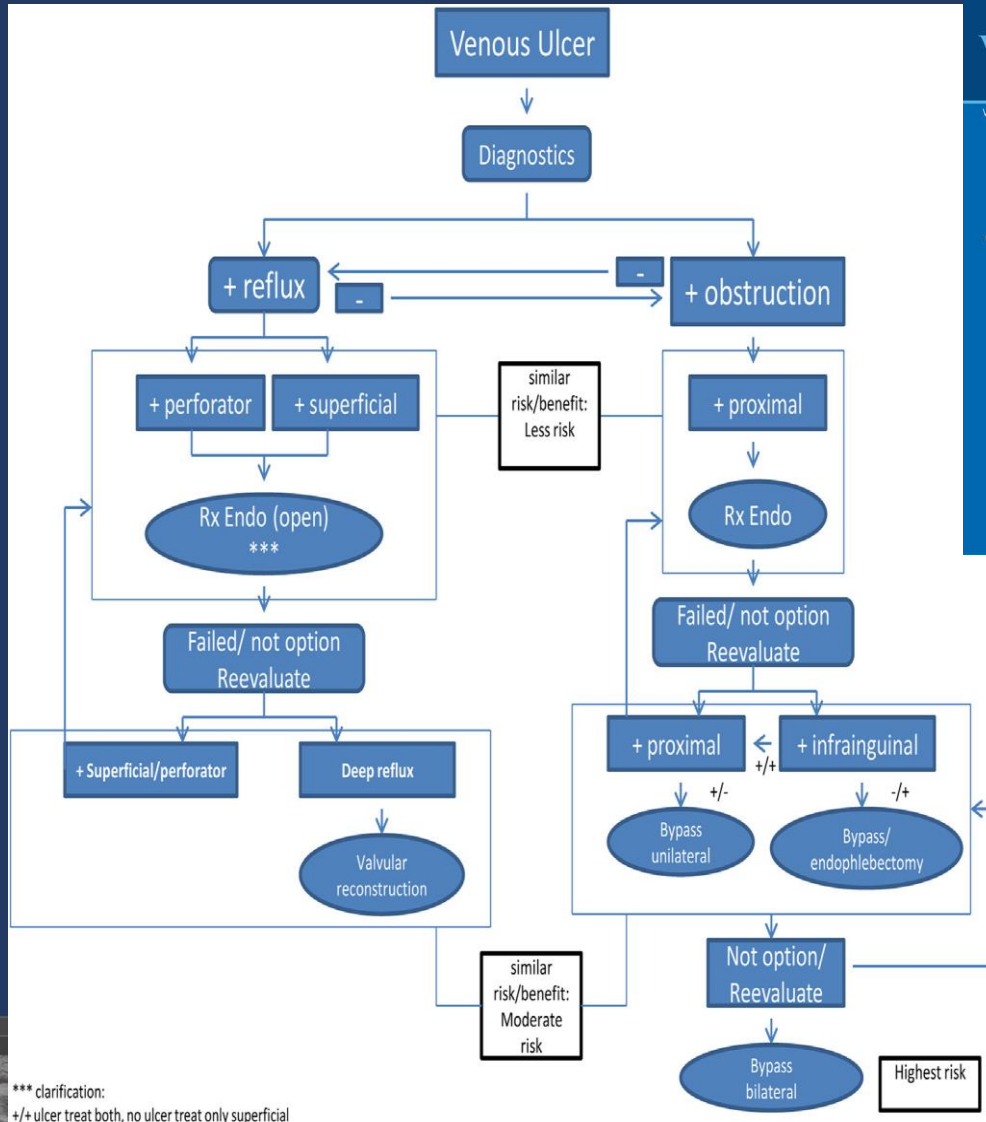 Venous Ulcer
Diagnostics
+ reflux
-
-
+ obstruction
+ perforator
+ superficial
similar
risk/benefit:
Less risk
+ proximal
Rx Endo (open)
***
Rx Endo
Failed/ not option
Reevaluate
Failed/ not option
Reevaluate
+ Superficial/perforator
Deep reflux
+ proximal
+/+
+ infrainguinal
+/-
-/+
Valvular
reconstruction
Bypass
unilateral
Bypass/
endophlebectomy
similar
risk/benefit:
Moderate
risk
Not option/
Reevaluate
Bypass
bilateral
Highest risk
*** clarification:
+/+ ulcer treat both, no ulcer treat only superficial